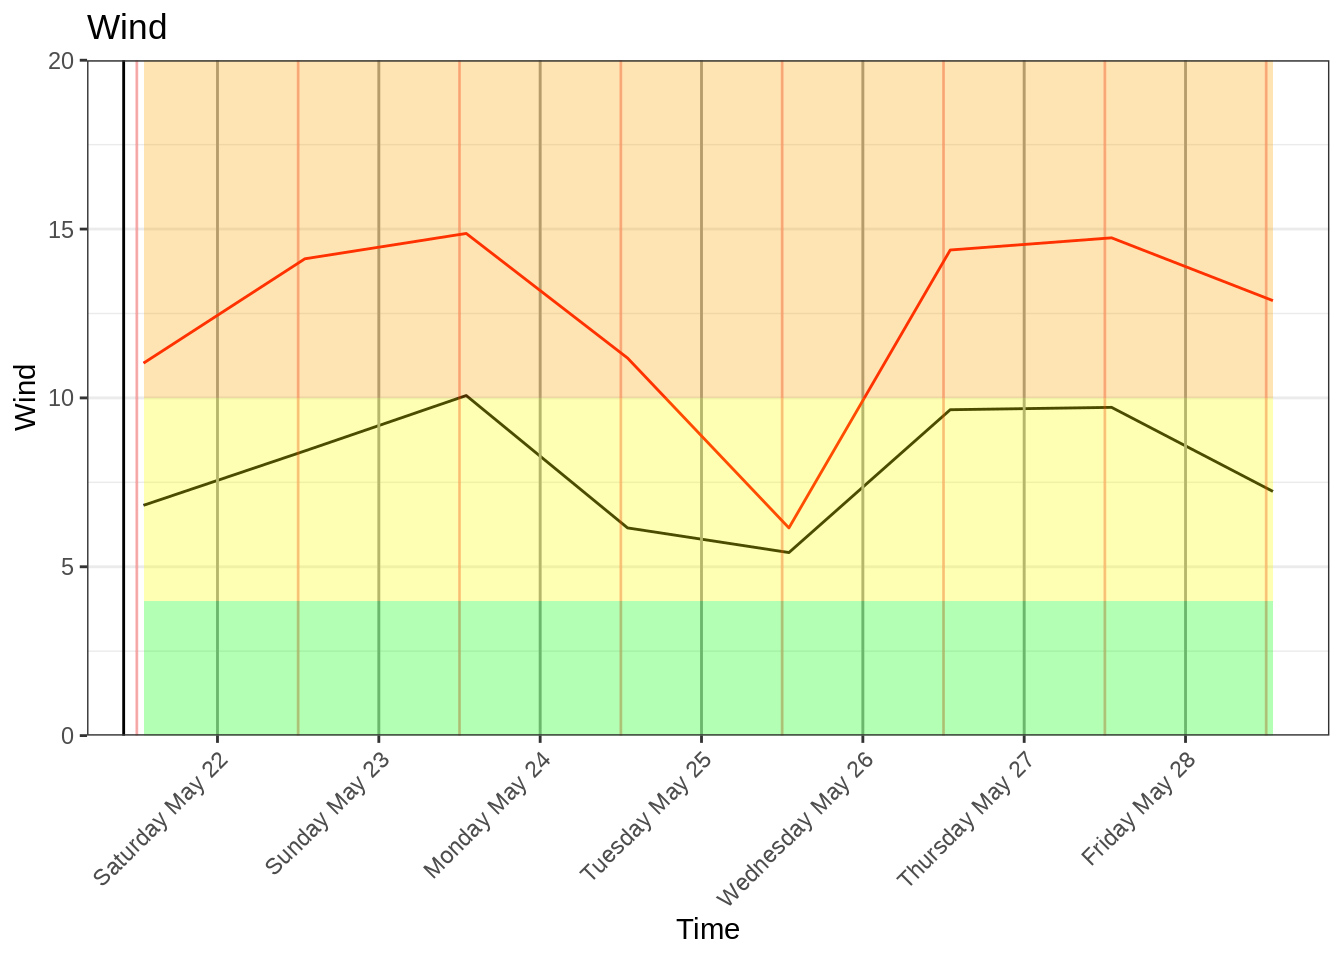 Wind
20
15
10
5
0
Wind
Saturday May 22
Sunday May 23
Monday May 24
Tuesday May 25
Wednesday May 26
Thursday May 27
Friday May 28
Time